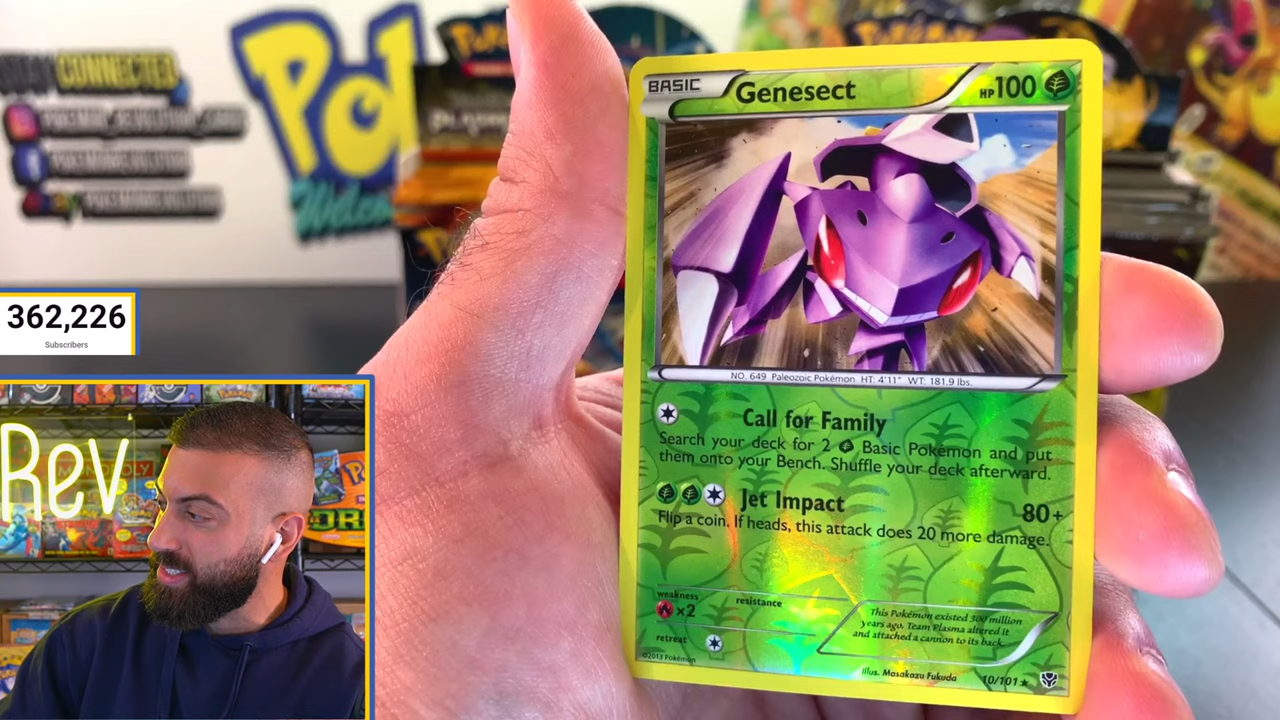 CONNECTED
362,226
Subscribers
Rev
MONOPOLY
BASIC
Genesect
HP100
NO. 649 Paleozoic Pokémon HT: 4'11" WT: 181.9 lbs.
Call for Family
Search your deck for 2 Basic Pokémon and put
them onto your Bench. Shuffle your deck afterward.
Jet Impact
80+
Flip a coin. If heads, this attack does 20 more damage.
weakness
×2
resistance
retreat
This Pokémon existed 300 million
years ago. Team Plasma altered it
and attached a cannon to its back.
©2013 Pokémon
Illus. Masakazu Fukuda
10/101★